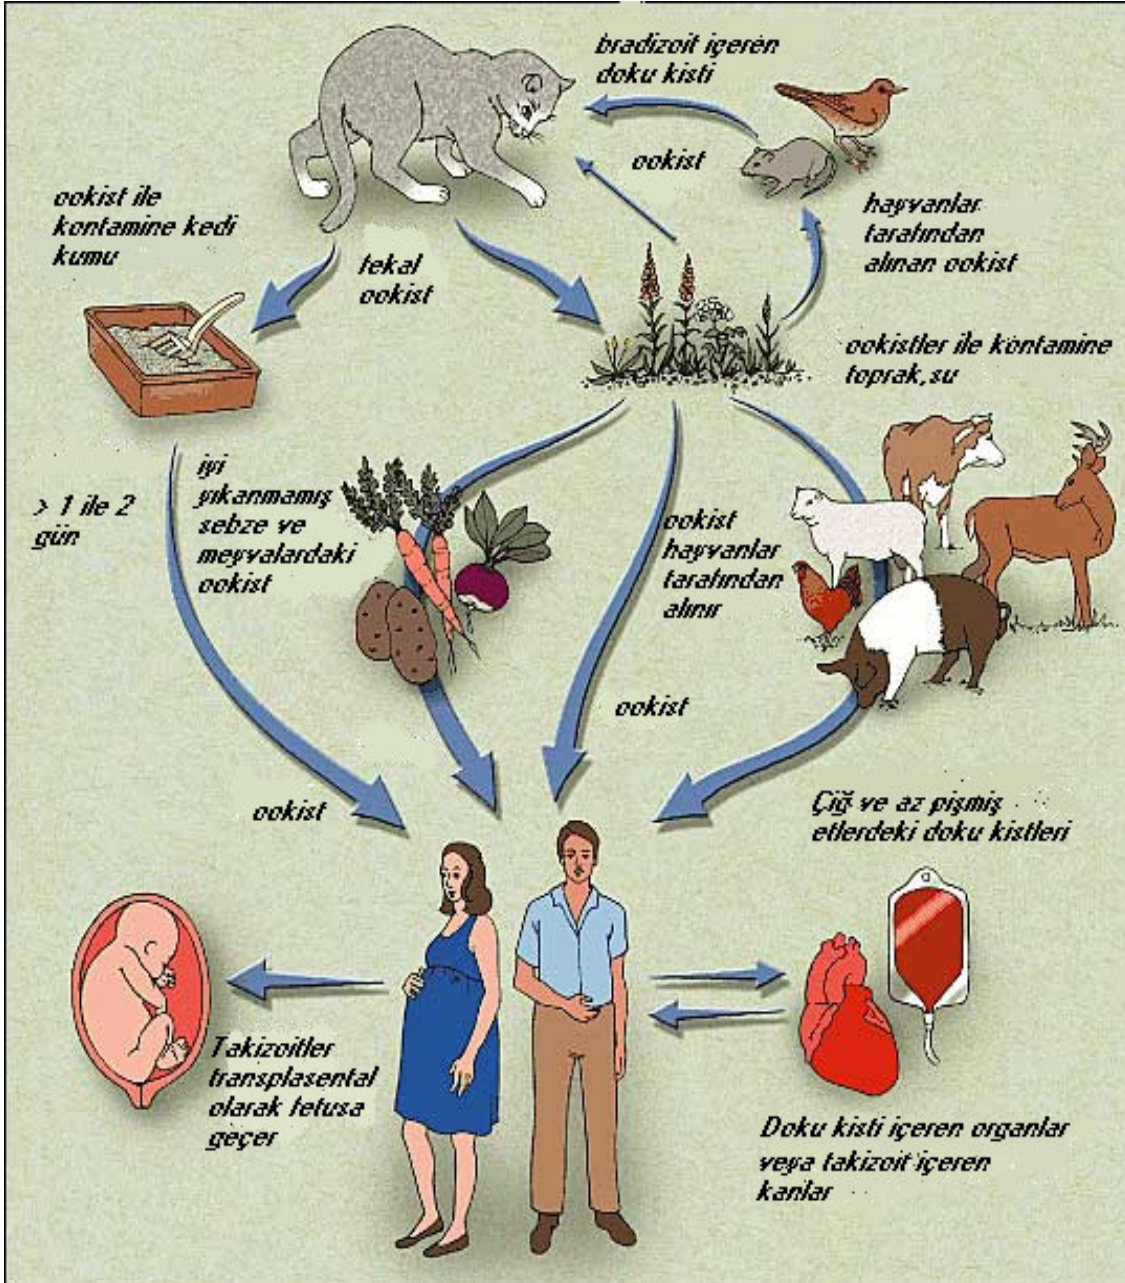 bradizoit içeren
doku kisti
ookist
ookist ile
kontamine kedi
kumu
fekal
ookist
hayvanlar
tarafından
alınan ookist
ookistler ile kontamine
toprak,su
> 1 ile 2
gün
iyi
yıkanmamış
sebze ve
meyvalardaki
ookist
ookist
hayvanlar
tarafından
alınır
ookist
ookist
Çiğ ve az pişmiş
etlerdeki doku kistleri
Takizoitler
transplasental
olarak fetusa
geçer
Doku kisti içeren organlar
veya takizoit içeren
kanlar